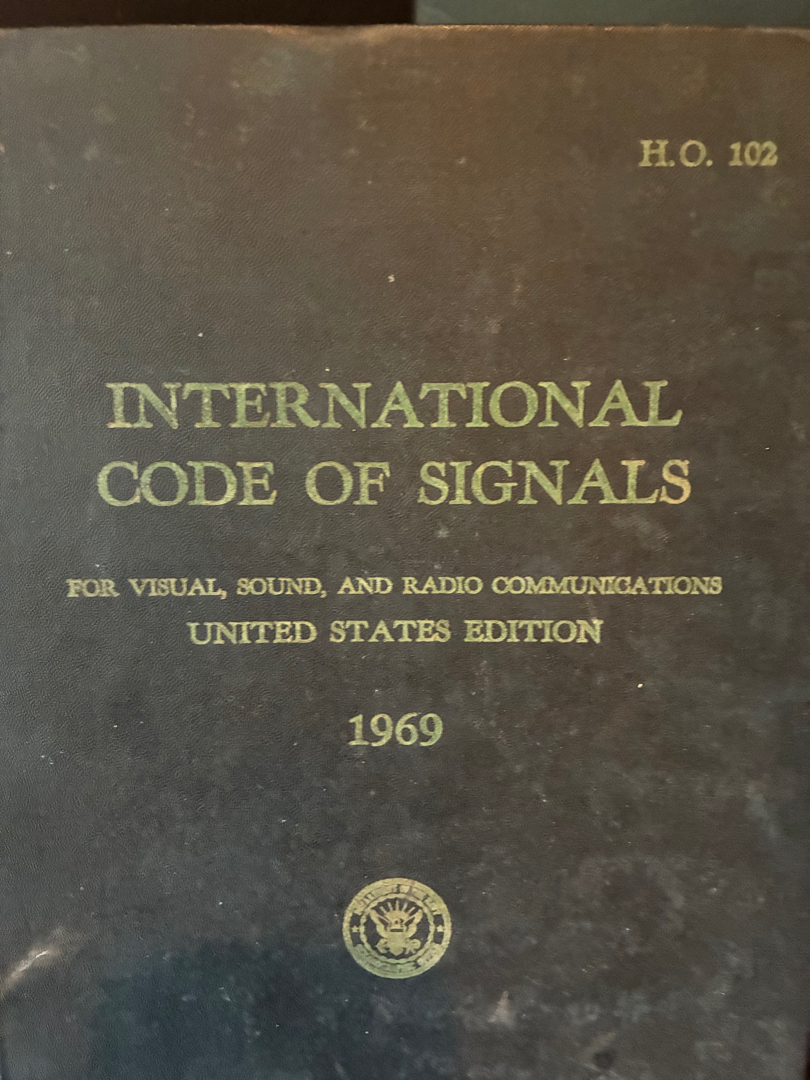 H.O. 102
INTERNATIONAL
CODE OF SIGNALS
FOR VISUAL, SOUND, AND RADIO COMMUNICATIONS
UNITED STATES EDITION
1969